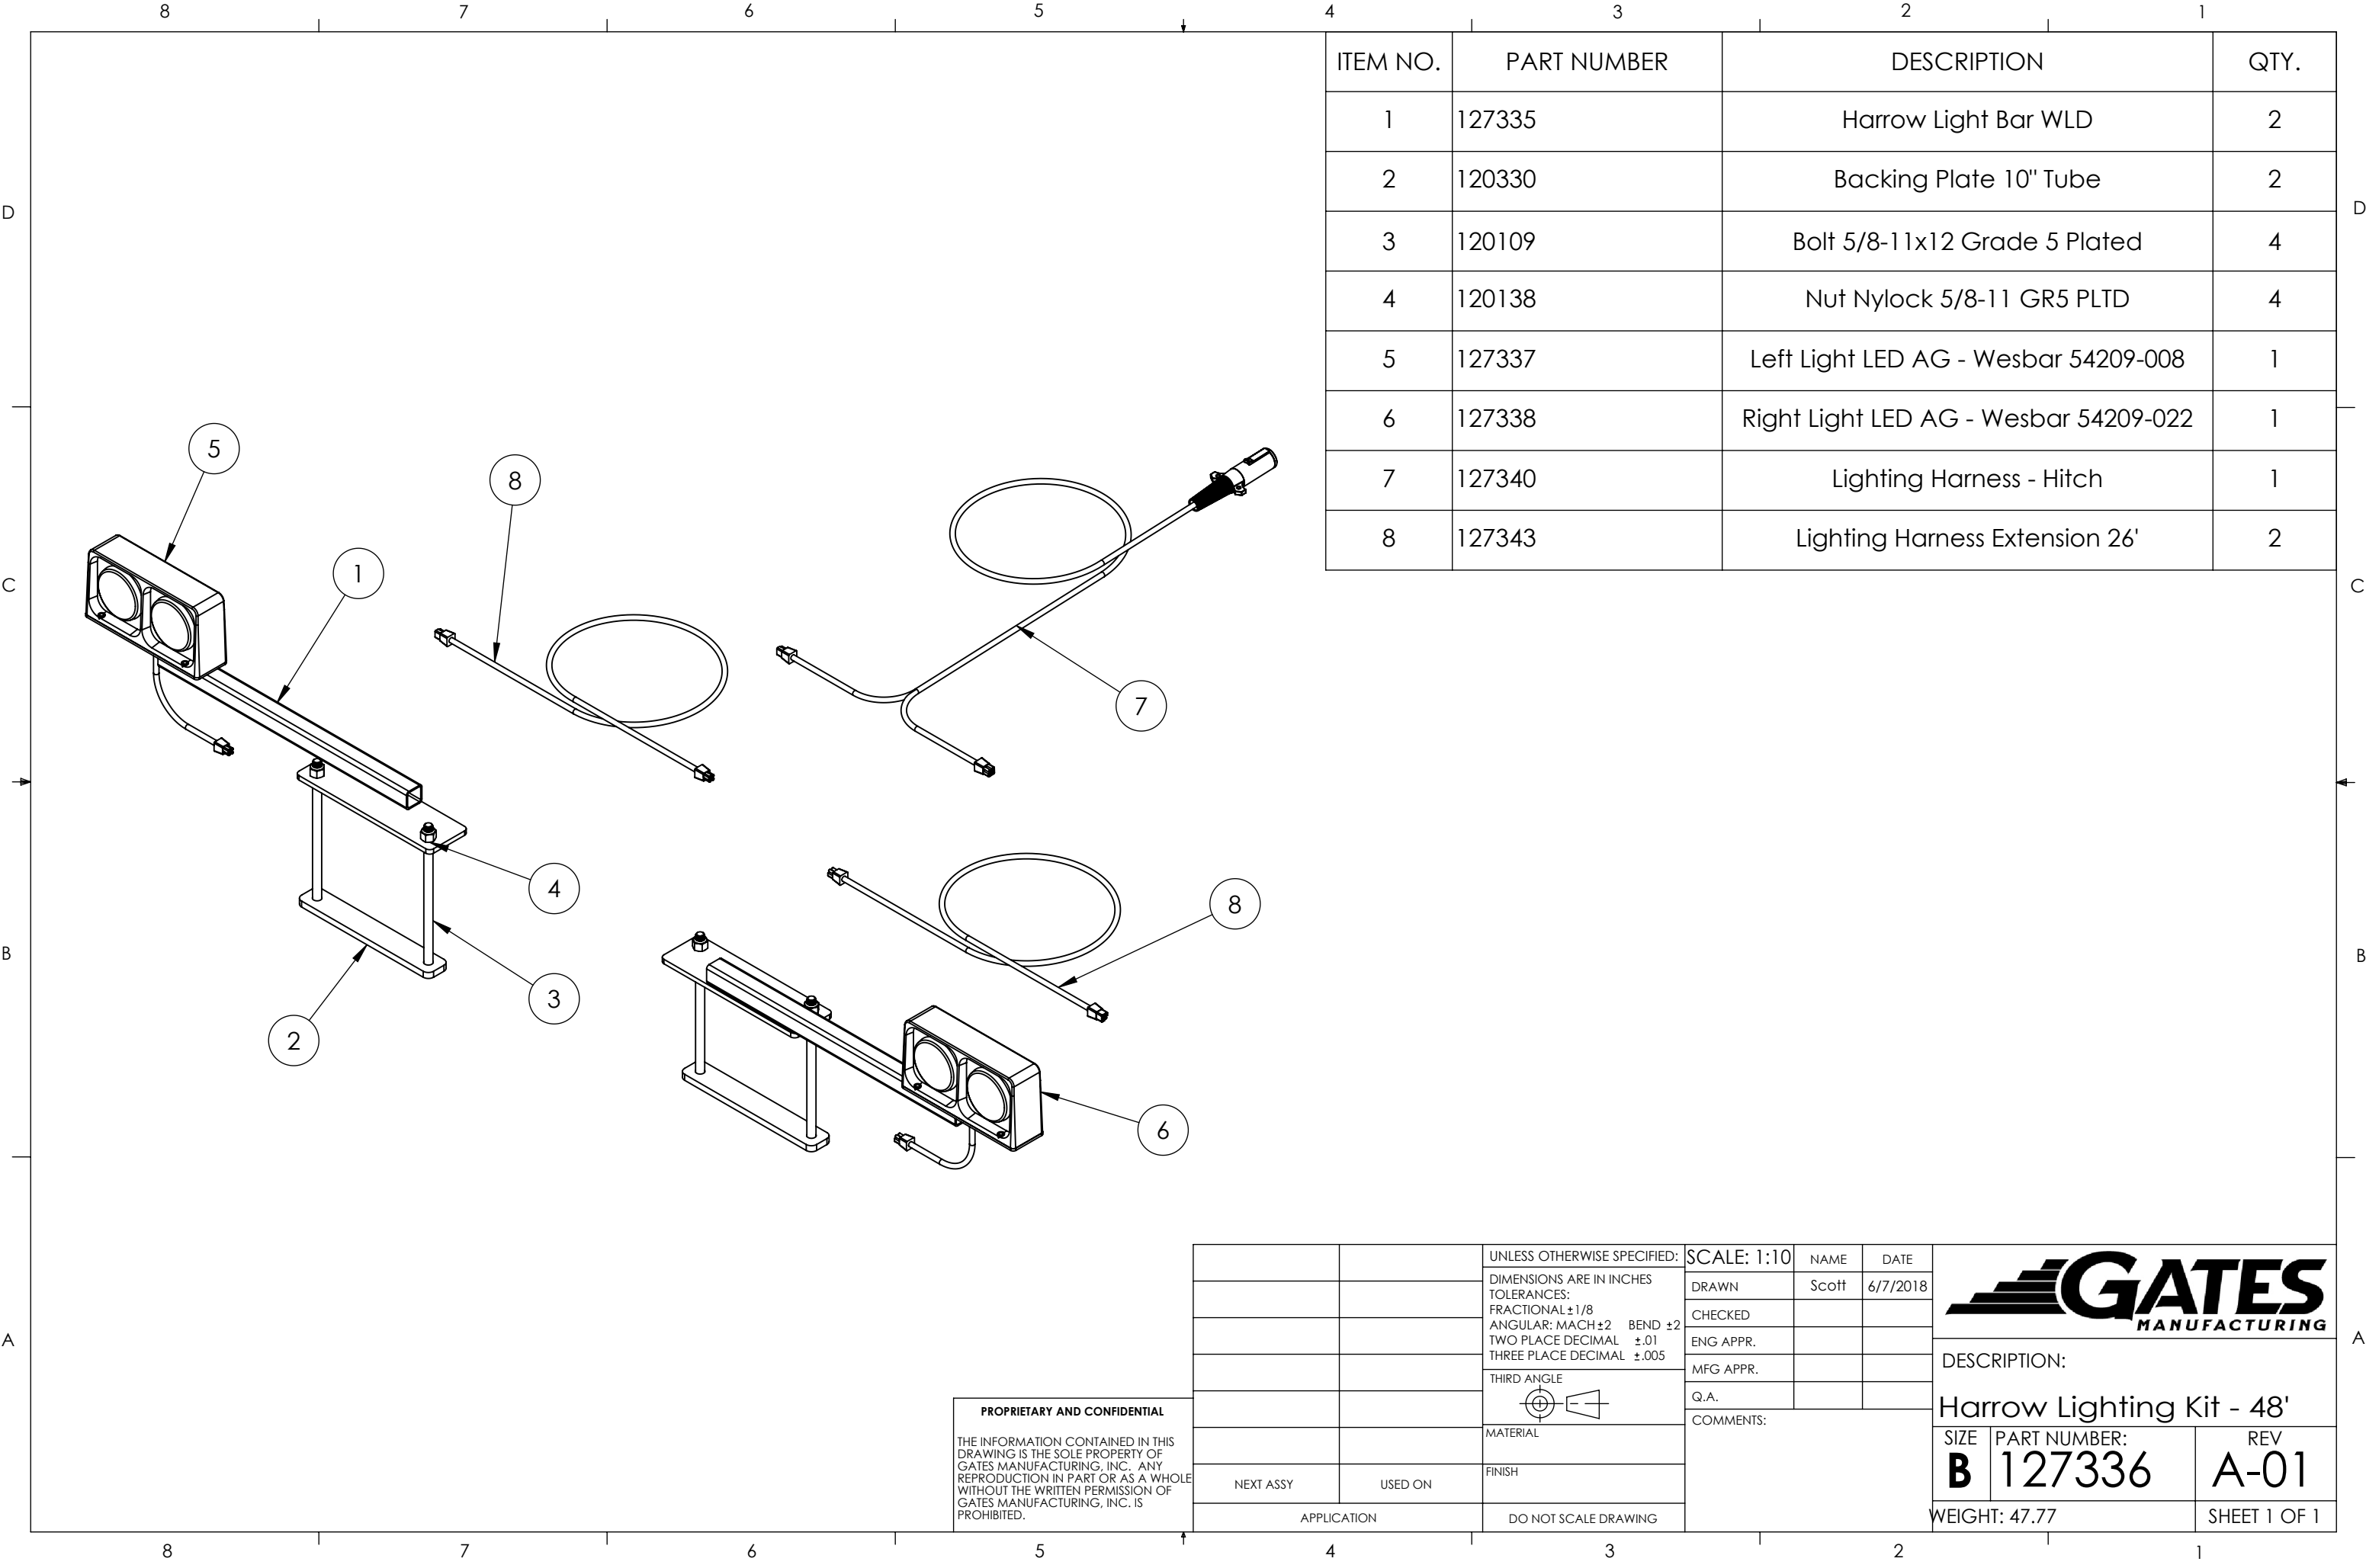 8 7 6 5 4 3 2 1
ITEM NO. PART NUMBER DESCRIPTION QTY.
1 127335 Harrow Light Bar WLD 2
2 120330 Backing Plate 10" Tube 2
3 120109 Bolt 5/8-11x12 Grade 5 Plated 4
4 120138 Nut Nylock 5/8-11 GR5 PLTD 4
5 127337 Left Light LED AG - Wesbar 54209-008 1
6 127338 Right Light LED AG - Wesbar 54209-022 1
7 127340 Lighting Harness - Hitch 1
8 127343 Lighting Harness Extension 26' 2
D D
C C
B B
A A
5
8
1
7
4
8
3
2
6
PROPRIETARY AND CONFIDENTIAL
THE INFORMATION CONTAINED IN THIS
DRAWING IS THE SOLE PROPERTY OF
GATES MANUFACTURING, INC. ANY
REPRODUCTION IN PART OR AS A WHOLE
WITHOUT THE WRITTEN PERMISSION OF
GATES MANUFACTURING, INC. IS
PROHIBITED.
NEXT ASSY USED ON
APPLICATION
UNLESS OTHERWISE SPECIFIED:
DIMENSIONS ARE IN INCHES
TOLERANCES:
FRACTIONAL ±1/8
ANGULAR: MACH ±2 BEND ±2
TWO PLACE DECIMAL ±.01
THREE PLACE DECIMAL ±.005
THIRD ANGLE
MATERIAL
FINISH
DO NOT SCALE DRAWING
SCALE: 1:10 NAME DATE
DRAWN Scott 6/7/2018
CHECKED
ENG APPR.
MFG APPR.
Q.A.
COMMENTS:
GATES
MANUFACTURING
DESCRIPTION:
Harrow Lighting Kit - 48'
SIZE PART NUMBER: REV
B 127336 A-01
WEIGHT: 47.77 SHEET 1 OF 1
8 7 6 5 4 3 2 1